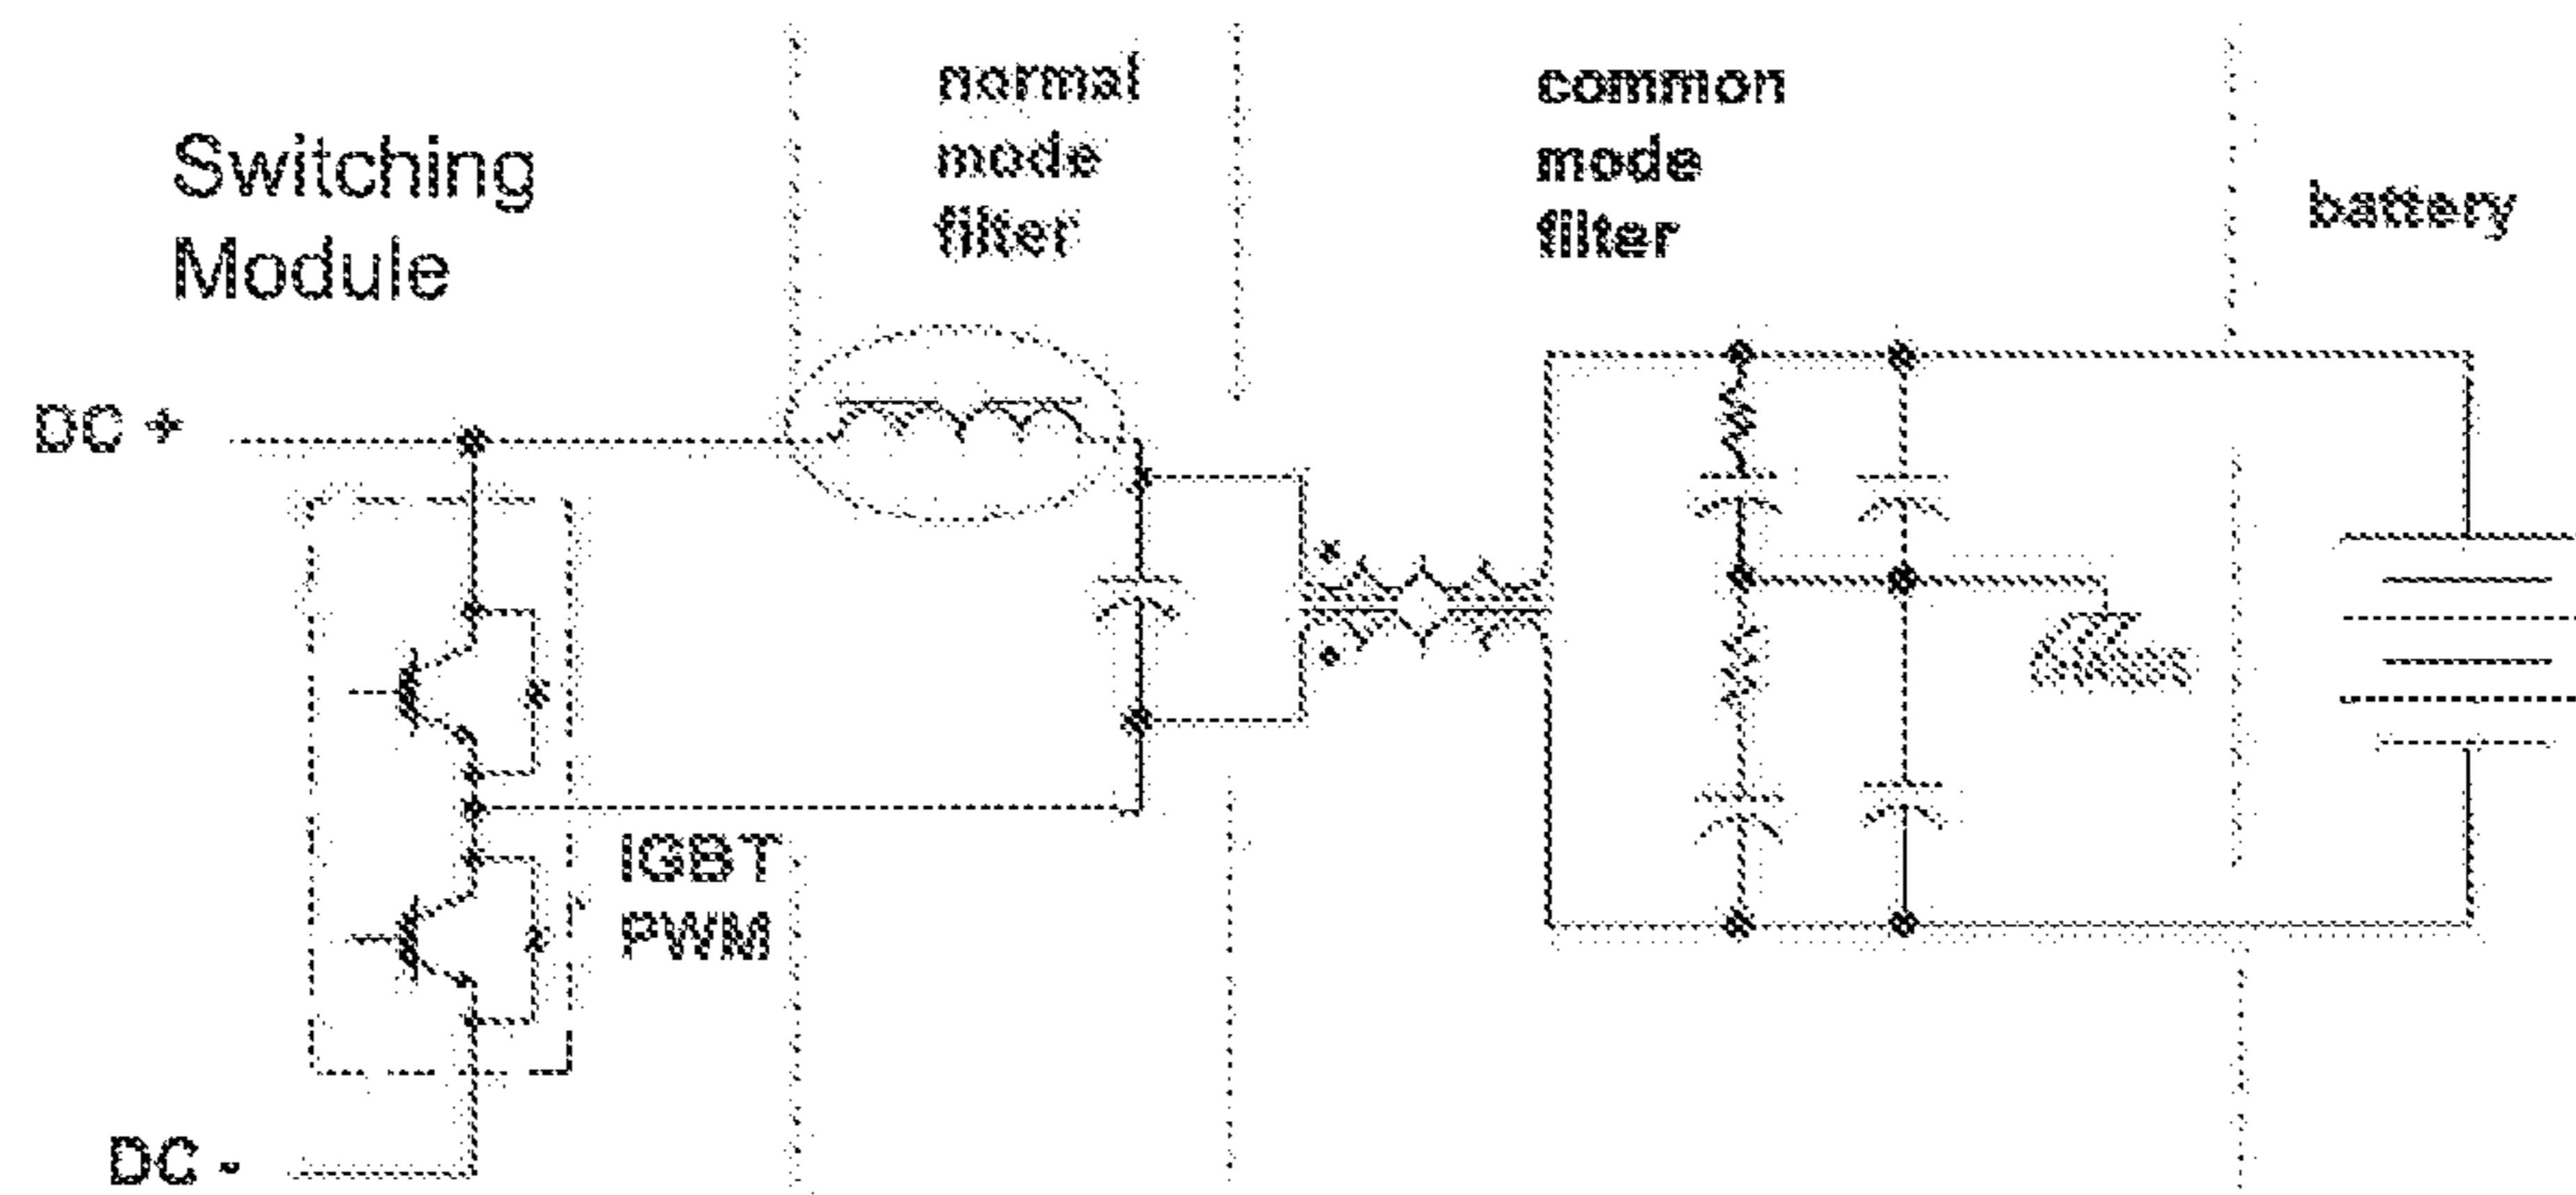 Switching
Module
normal
mode
filter
common
mode
filter
battery
DC +
IGBT
PWM
DC -